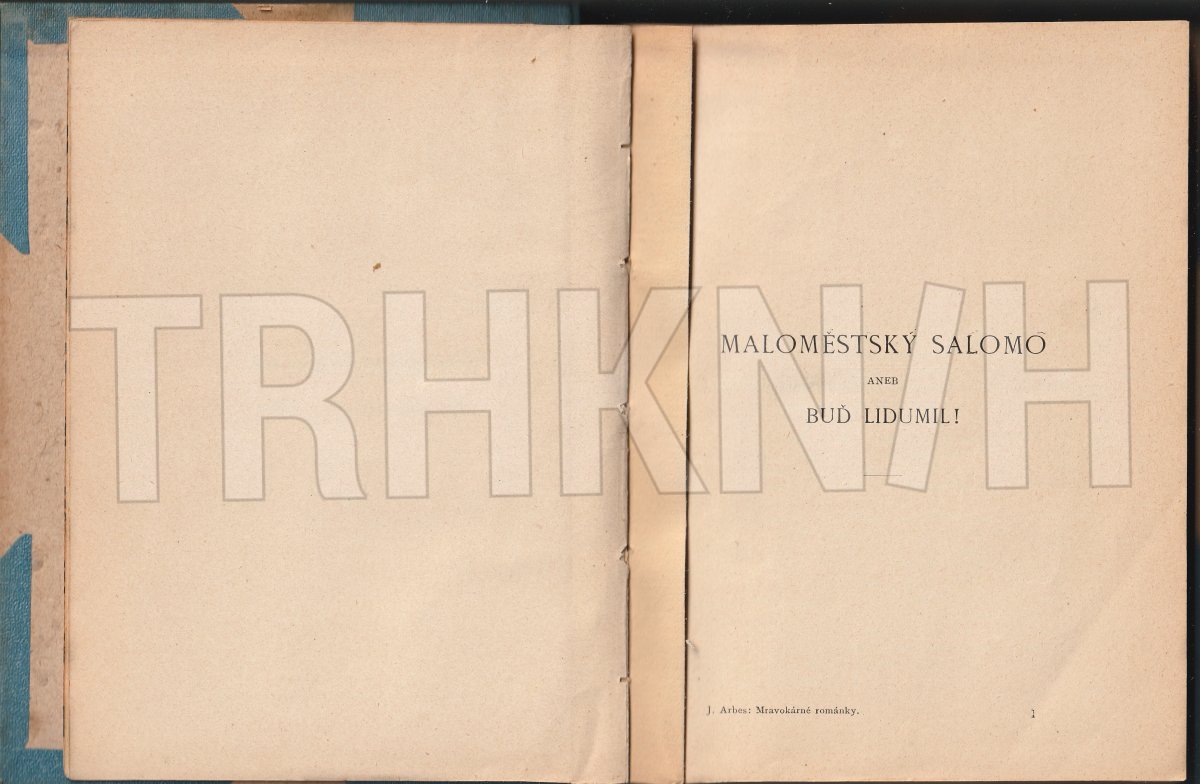 MALOMĚSTSKÝ SALOMO
ANEB
BUĎ LIDUMIL!
TRHKNIH
J. Arbes: Mravokárné románky.
1